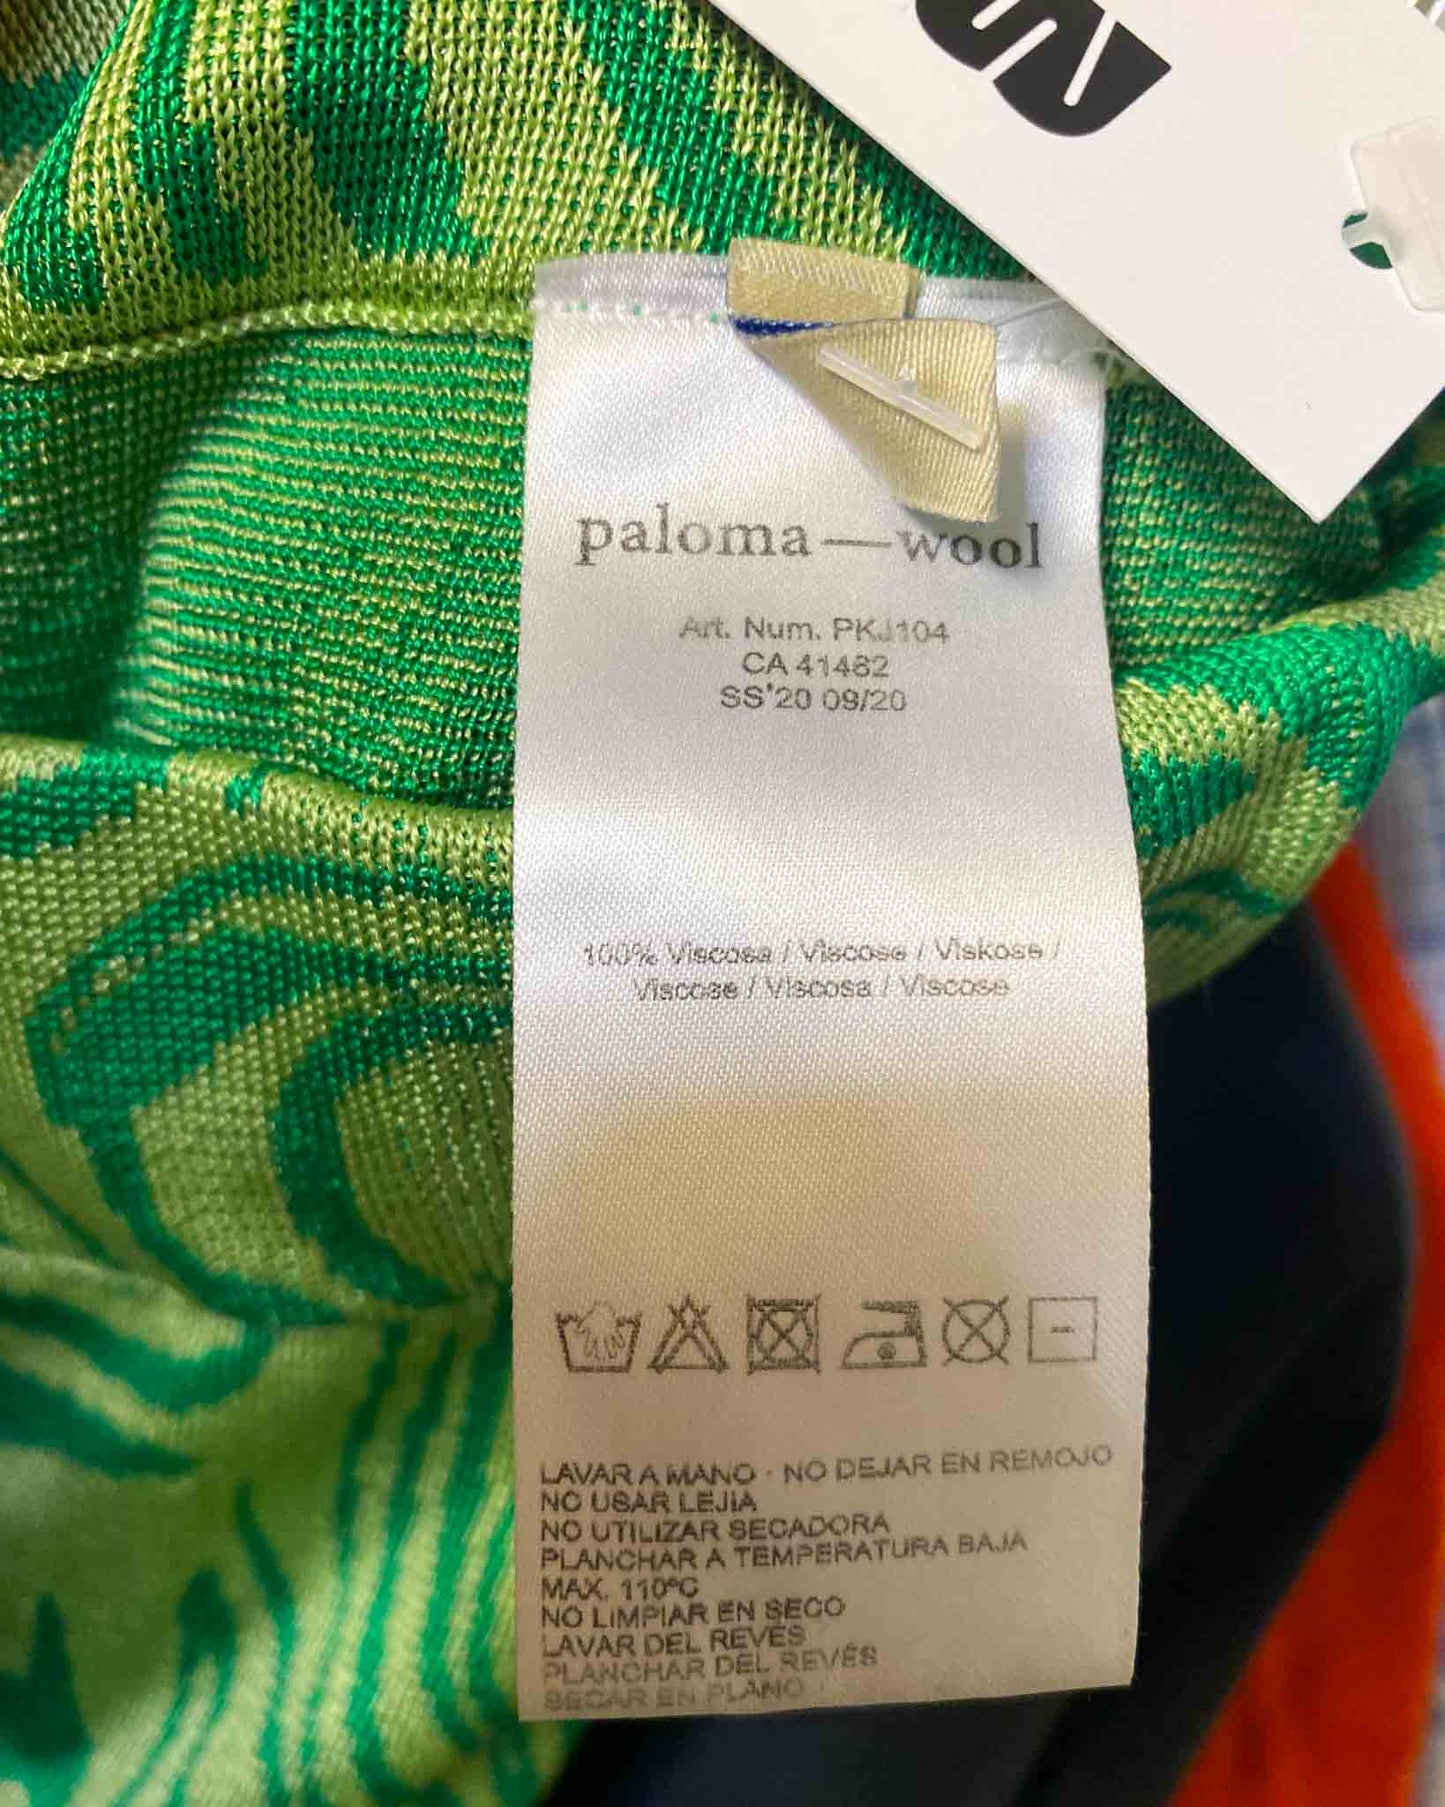 paloma—wool
Art. Num. PKJ104
CA 41462
SS'20 09/20
100% Viscosa / Viscose / Viskose /
Viscose / Viscosa / Viscose
LAVAR A MANO - NO DEJAR EN REMOJO
NO USAR LEJÍA
NO UTILIZAR SECADORA
PLANCHAR A TEMPERATURA BAJA
MAX. 110ºC
NO LIMPIAR EN SECO
LAVAR DEL REVÉS
PLANCHAR DEL REVÉS
SECAR EN PLANO